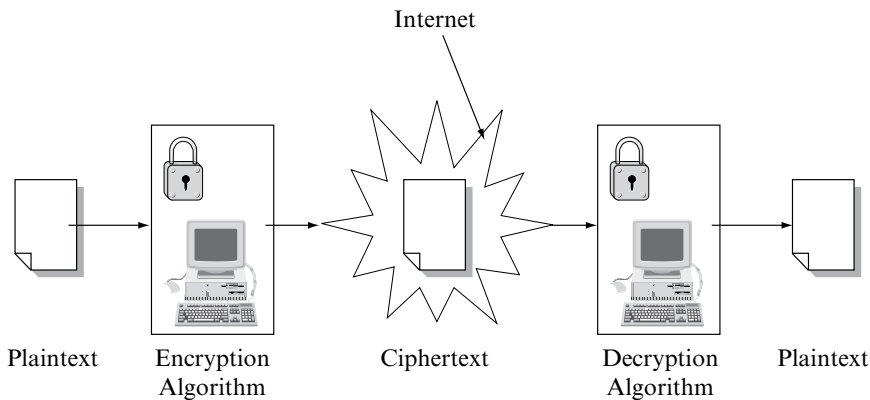 Internet
Plaintext
Encryption
Algorithm
Ciphertext
Decryption
Algorithm
Plaintext